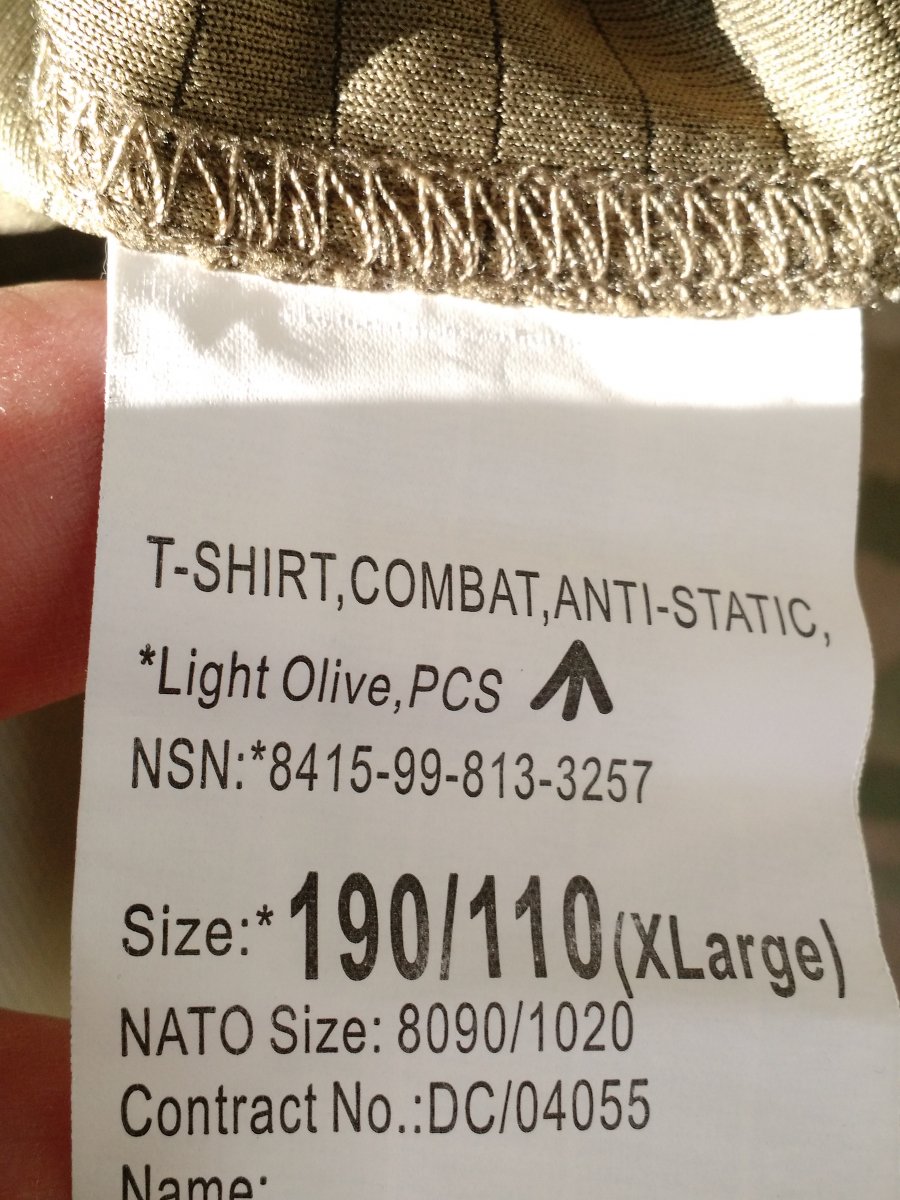 T-SHIRT,COMBAT,ANTI-STATIC,
*Light Olive,PCS
NSN:*8415-99-813-3257
Size:*190/110(XLarge)
NATO Size: 8090/1020
Contract No.:DC/04055
Name: